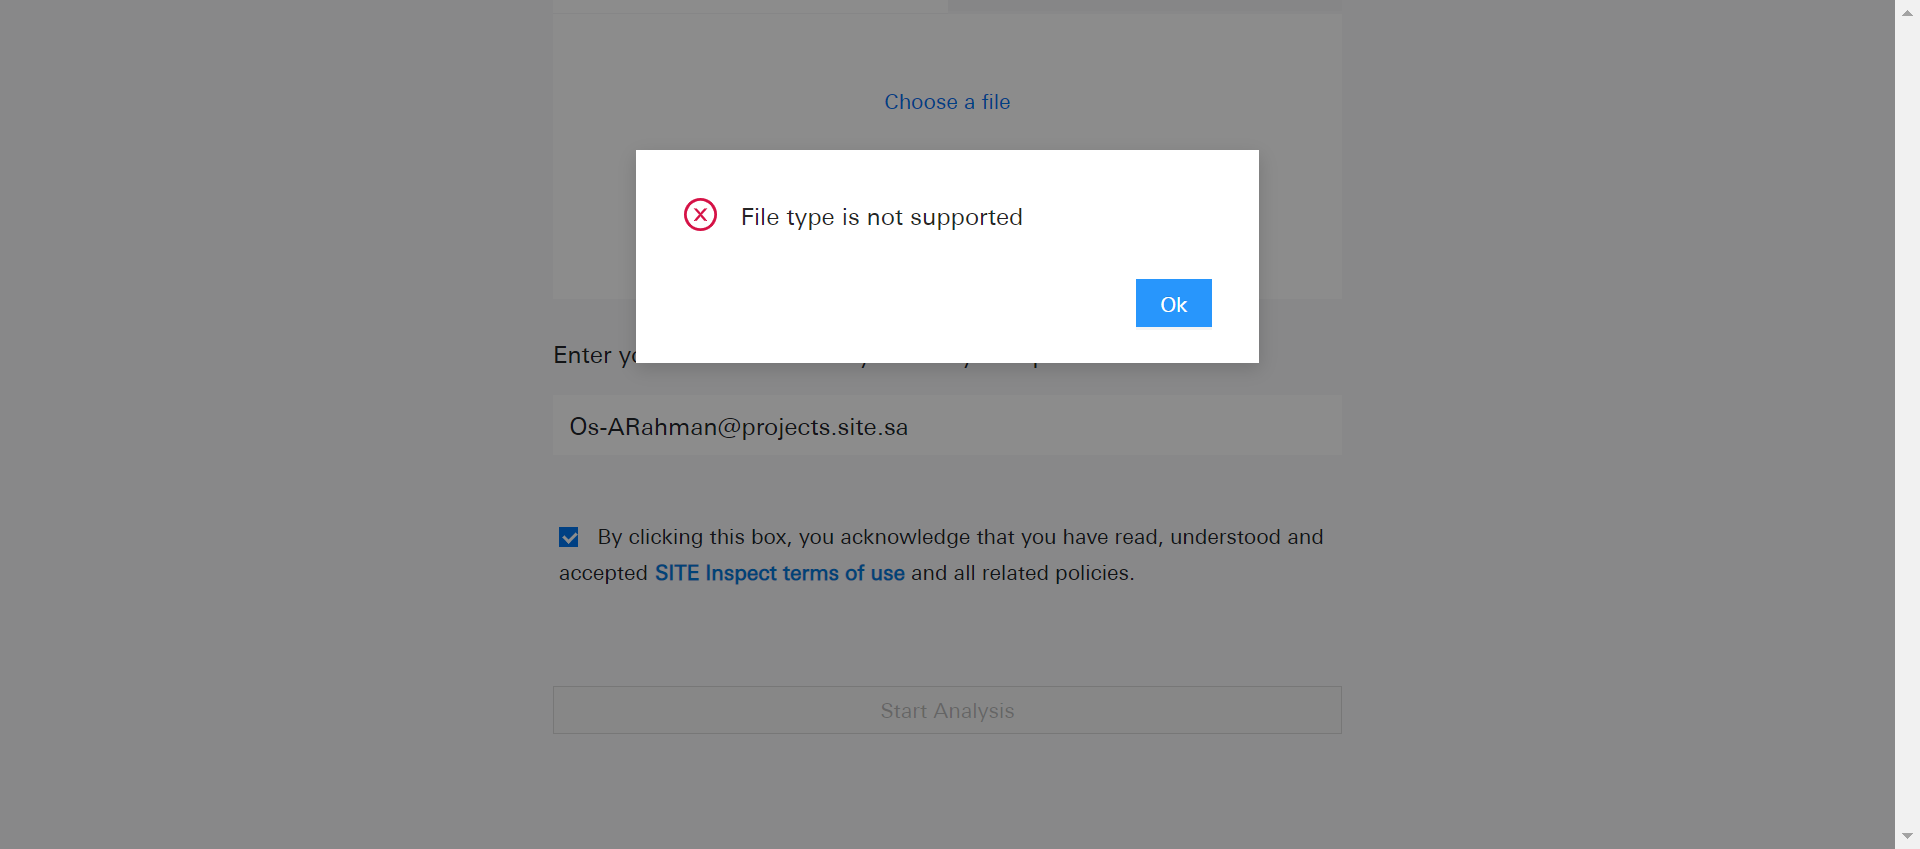 Choose a file
File type is not supported
Ok
Enter
Os-ARahman@projects.site.sa
By clicking this box, you acknowledge that you have read, understood and
accepted SITE Inspect terms of use and all related policies.
Start Analysis